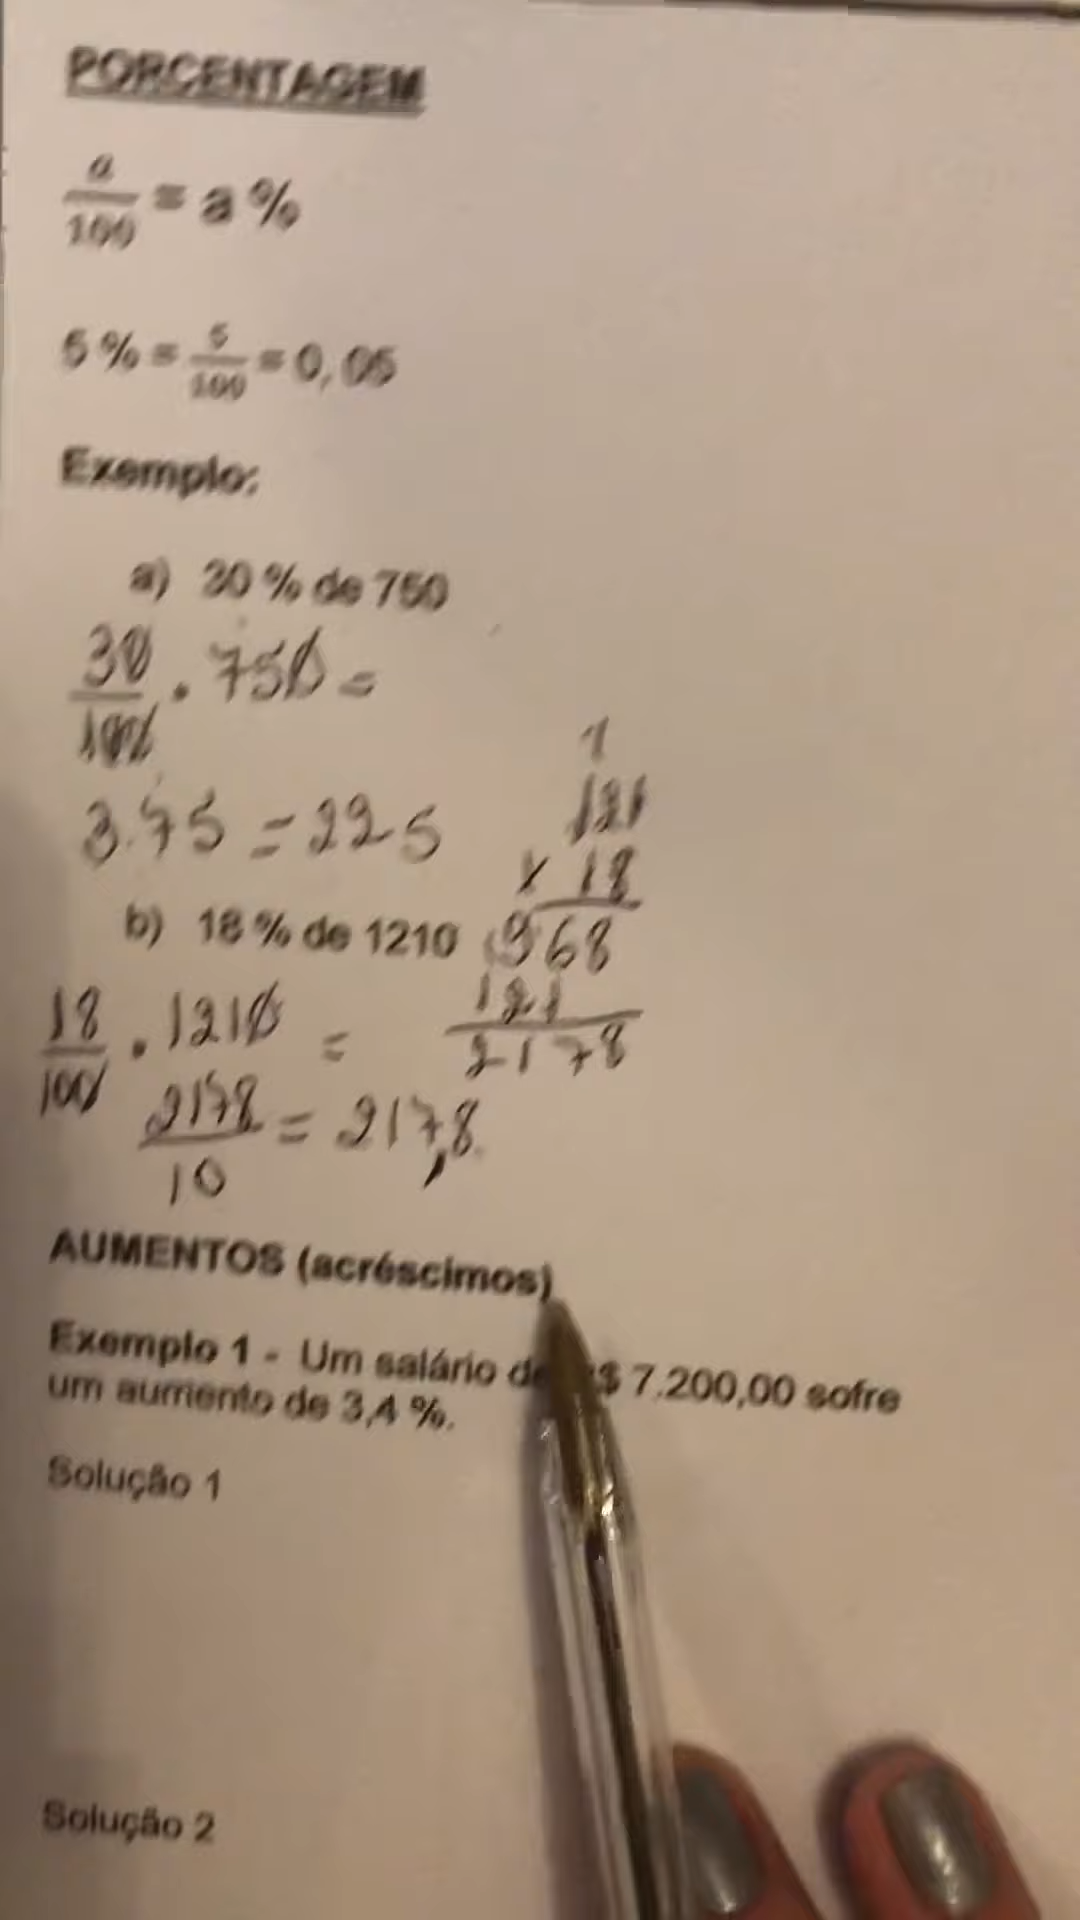 PORCENTAGEM
a/100 = a %
5 % = 5/100 = 0,05
Exemplo:
a) 30 % de 750
30/100 . 750 =
3.75 = 225
b) 18 % de 1210
18/100 . 1210 =
2178/10 = 217,8
1
121
x 18
968
121
2178
AUMENTOS (acréscimos)
Exemplo 1 - Um salário de $ 7.200,00 sofre
um aumento de 3,4 %.
Solução 1
Solução 2